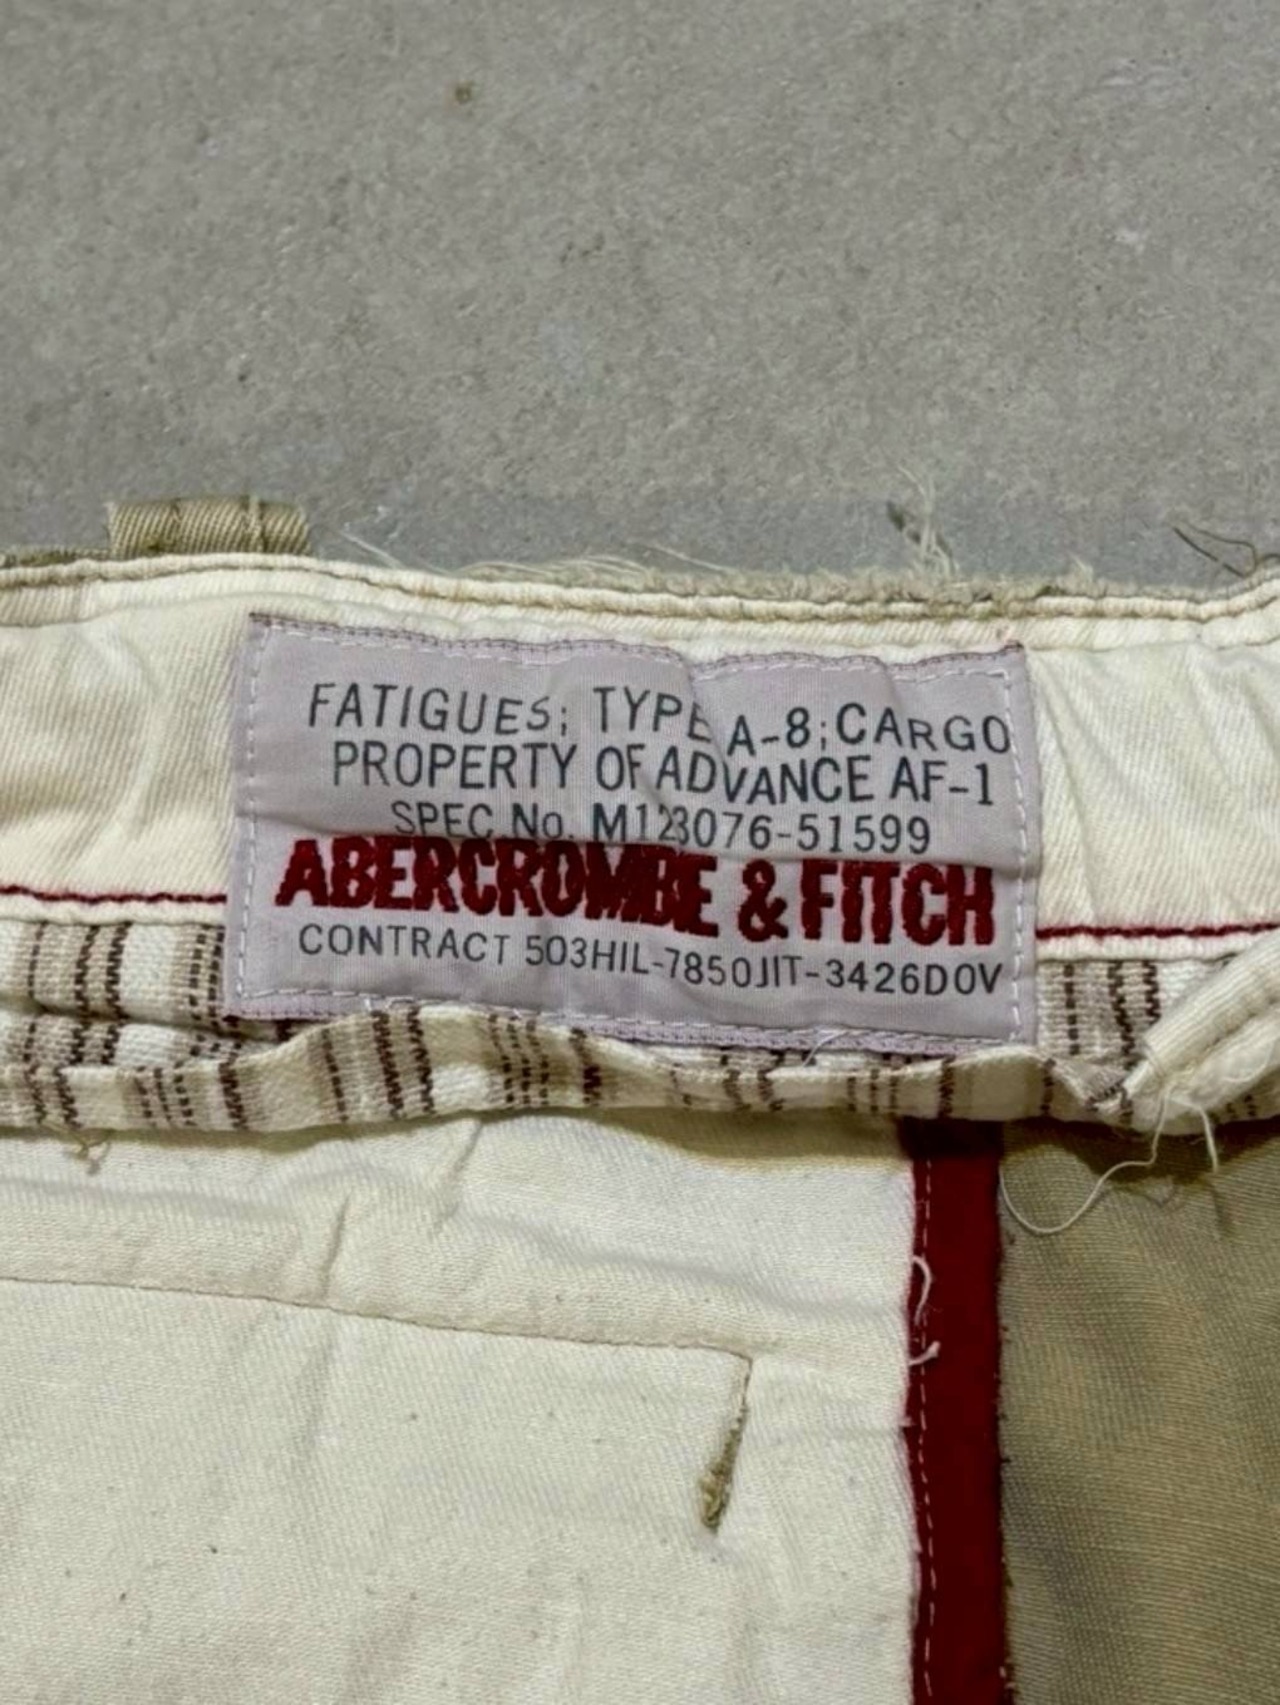 FATIGUES; TYPE A-8; CARGO
PROPERTY OF ADVANCE AF-1
SPEC No. M123076-51599
ABERCROMBIE & FITCH
CONTRACT 503HIL-7850JIT-3426DOV